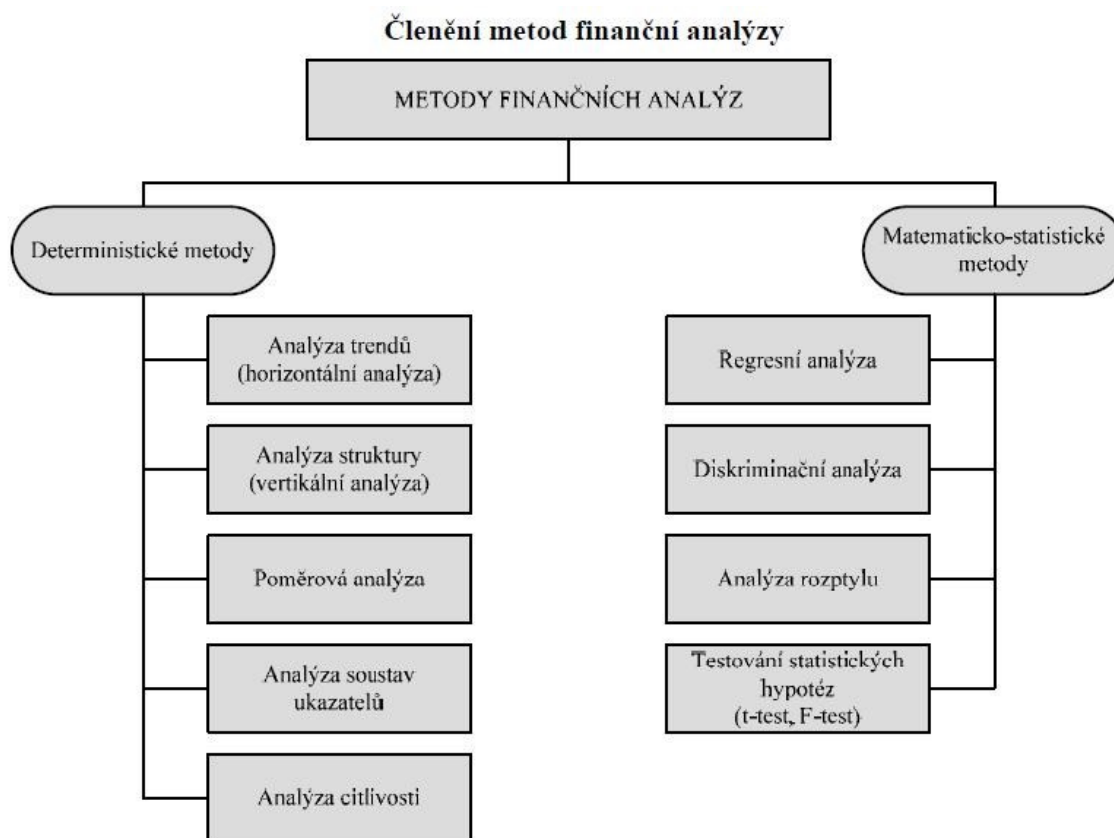 Členění metod finanční analýzy
METODY FINANČNÍCH ANALÝZ
Deterministické metody
Analýza trendů
(horizontální analýza)
Analýza struktury
(vertikální analýza)
Poměrová analýza
Analýza soustav
ukazatelů
Analýza citlivosti
Matematicko-statistické
metody
Regresní analýza
Diskriminační analýza
Analýza rozptylu
Testování statistických
hypotéz
(t-test, F-test)